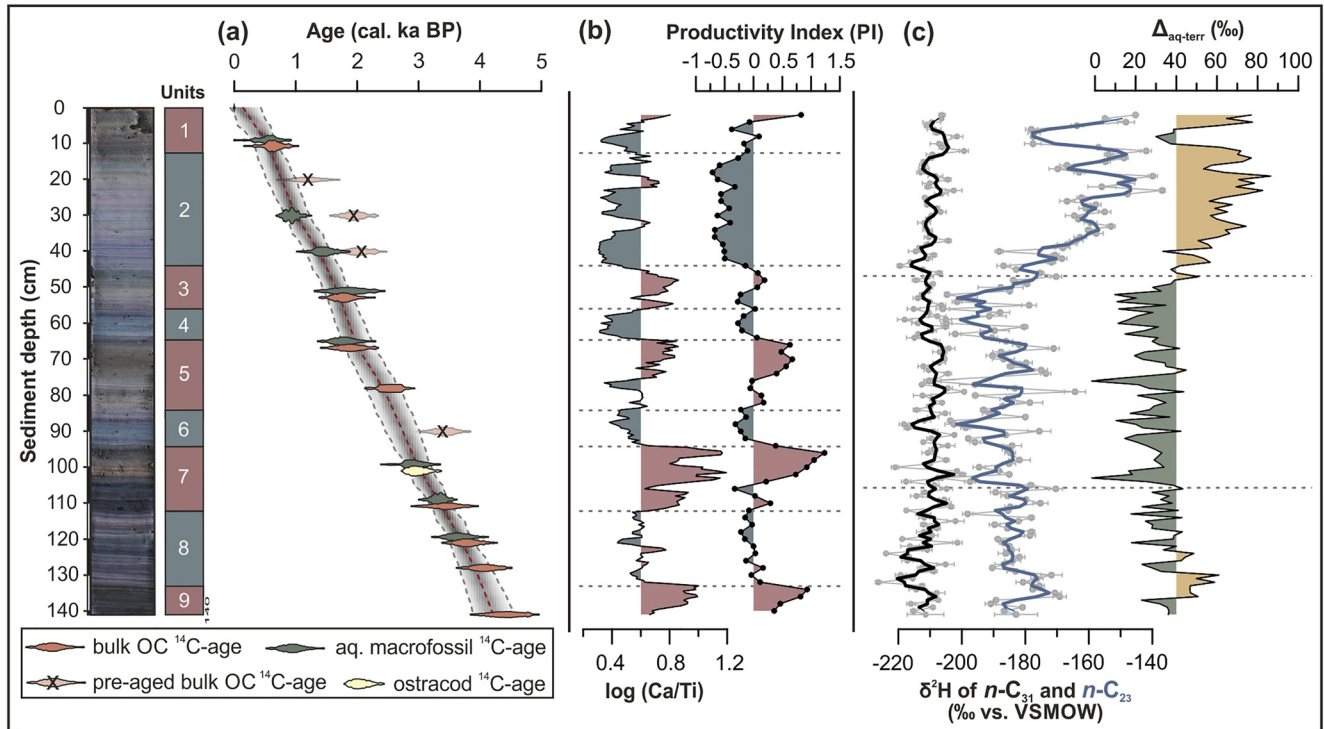 (a) Age (cal. ka BP)
0 1 2 3 4 5
(b) Productivity Index (PI)
-1 -0.5 0 0.5 1 1.5
(c) Δaq-terr (‰)
0 20 40 60 80 100
Units
Sediment depth (cm)
0
10
20
30
40
50
60
70
80
90
100
110
120
130
140
1
2
3
4
5
6
7
8
9
140
X
X
X
X
bulk OC ¹⁴C-age
aq. macrofossil ¹⁴C-age
X pre-aged bulk OC ¹⁴C-age
ostracod ¹⁴C-age
0.4 0.8 1.2
log (Ca/Ti)
-220 -200 -180 -160 -140
δ²H of n-C₃₁ and n-C₂₃
(‰ vs. VSMOW)